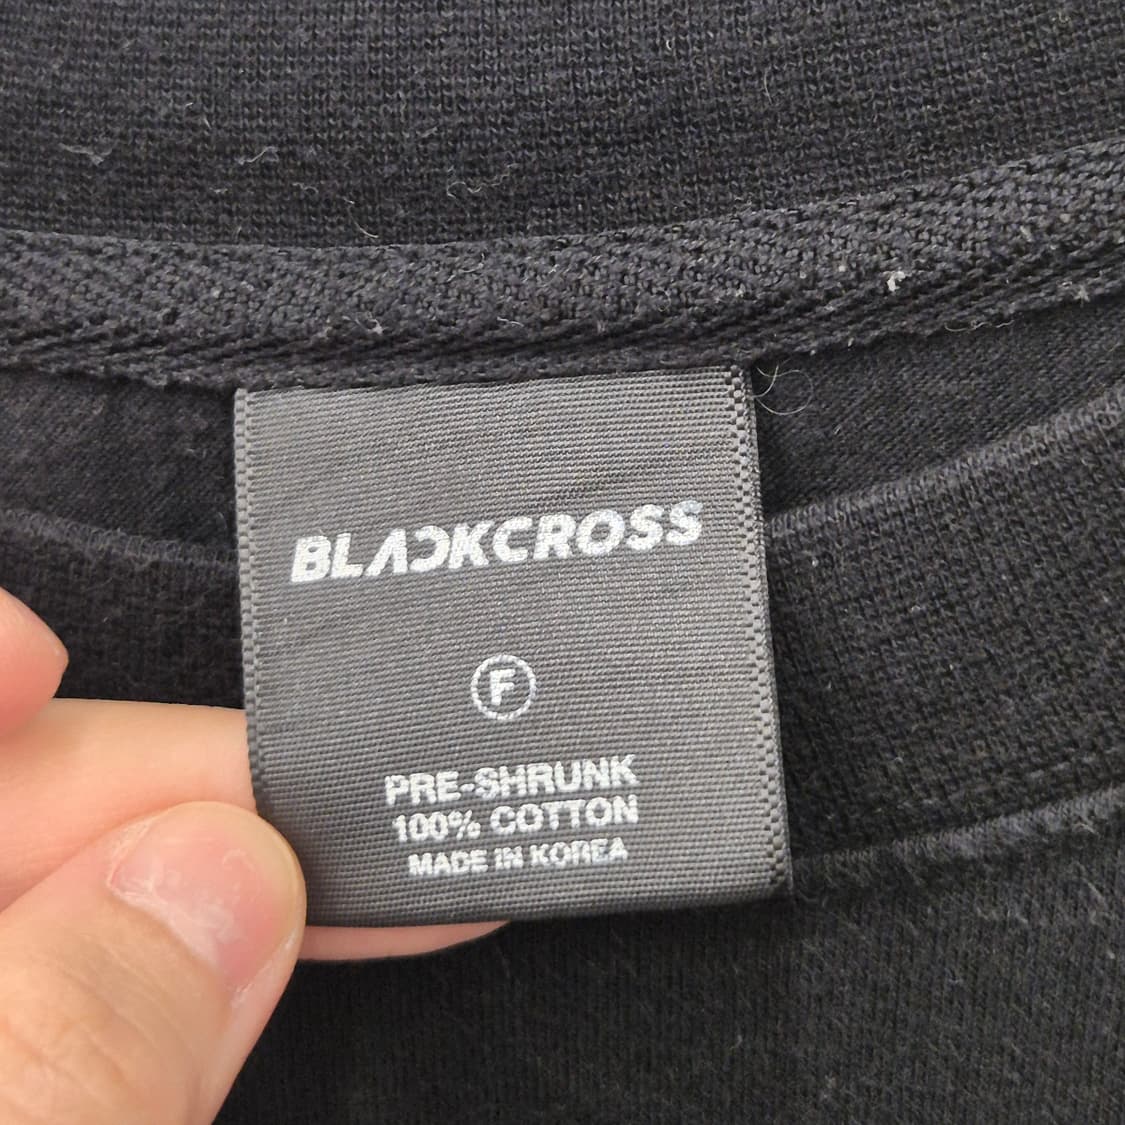 BLACKCROSS
F
PRE-SHRUNK
100% COTTON
MADE IN KOREA